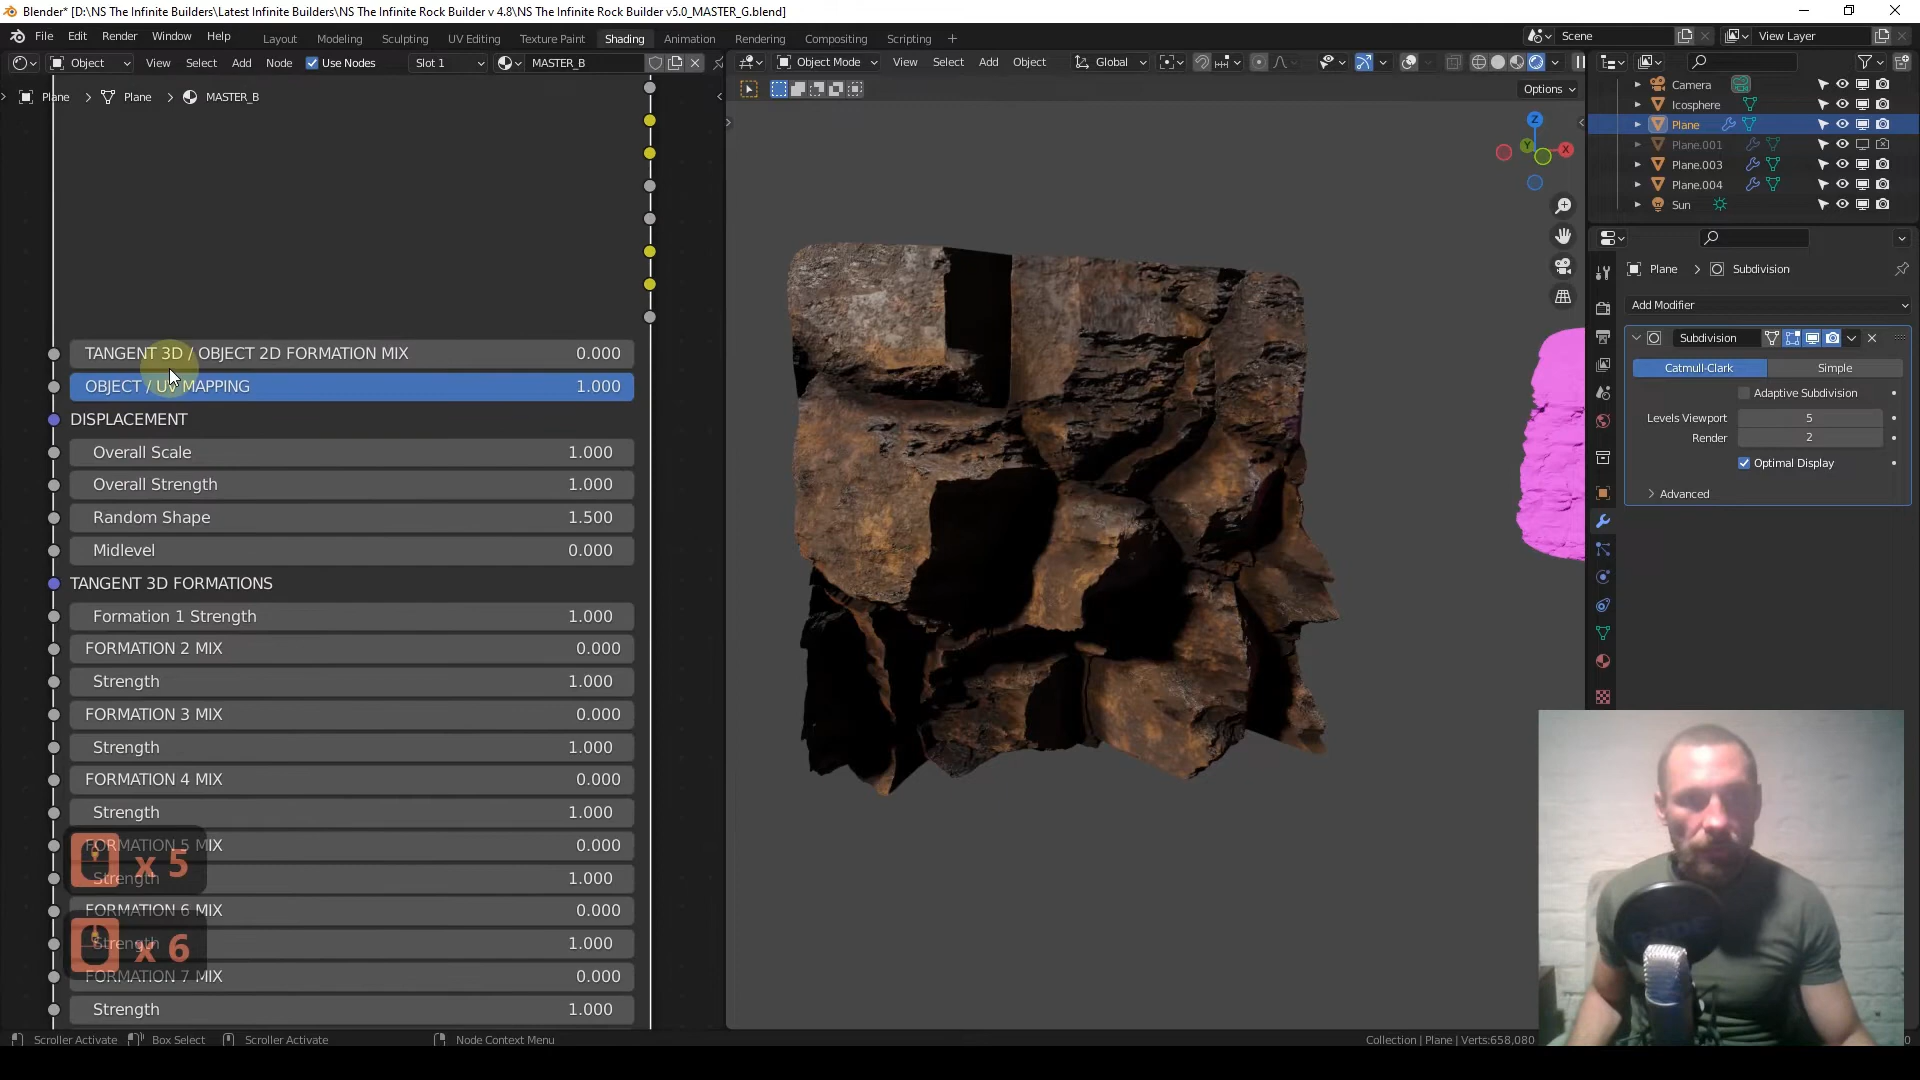 Blender* [D:\NS The Infinite Builders\Latest Infinite Builders\NS The Infinite Rock Builder v 4.8\NS The Infinite Rock Builder v5.0_MASTER_G.blend]
File Edit Render Window Help
Layout Modeling Sculpting UV Editing Texture Paint Shading Animation Rendering Compositing Scripting
Scene
View Layer
Object View Select Add Node Use Nodes Slot 1 MASTER_B
Object Mode View Select Add Object Global
Options
Plane > Plane > MASTER_B
Camera
Icosphere
Plane
Plane.001
Plane.003
Plane.004
Sun
Plane > Subdivision
Add Modifier
Subdivision
Catmull-Clark Simple
Adaptive Subdivision
Levels Viewport 5
Render 2
Optimal Display
Advanced
TANGENT 3D / OBJECT 2D FORMATION MIX 0.000
OBJECT / UV MAPPING 1.000
DISPLACEMENT
Overall Scale 1.000
Overall Strength 1.000
Random Shape 1.500
Midlevel 0.000
TANGENT 3D FORMATIONS
Formation 1 Strength 1.000
FORMATION 2 MIX 0.000
Strength 1.000
FORMATION 3 MIX 0.000
Strength 1.000
FORMATION 4 MIX 0.000
Strength 1.000
FORMATION 5 MIX 0.000
x 5
Strength 1.000
FORMATION 6 MIX 0.000
Strength 1.000
x 6
FORMATION 7 MIX 0.000
Strength 1.000
Scroller Activate Box Select Scroller Activate Node Context Menu
Collection | Plane | Verts:658,080